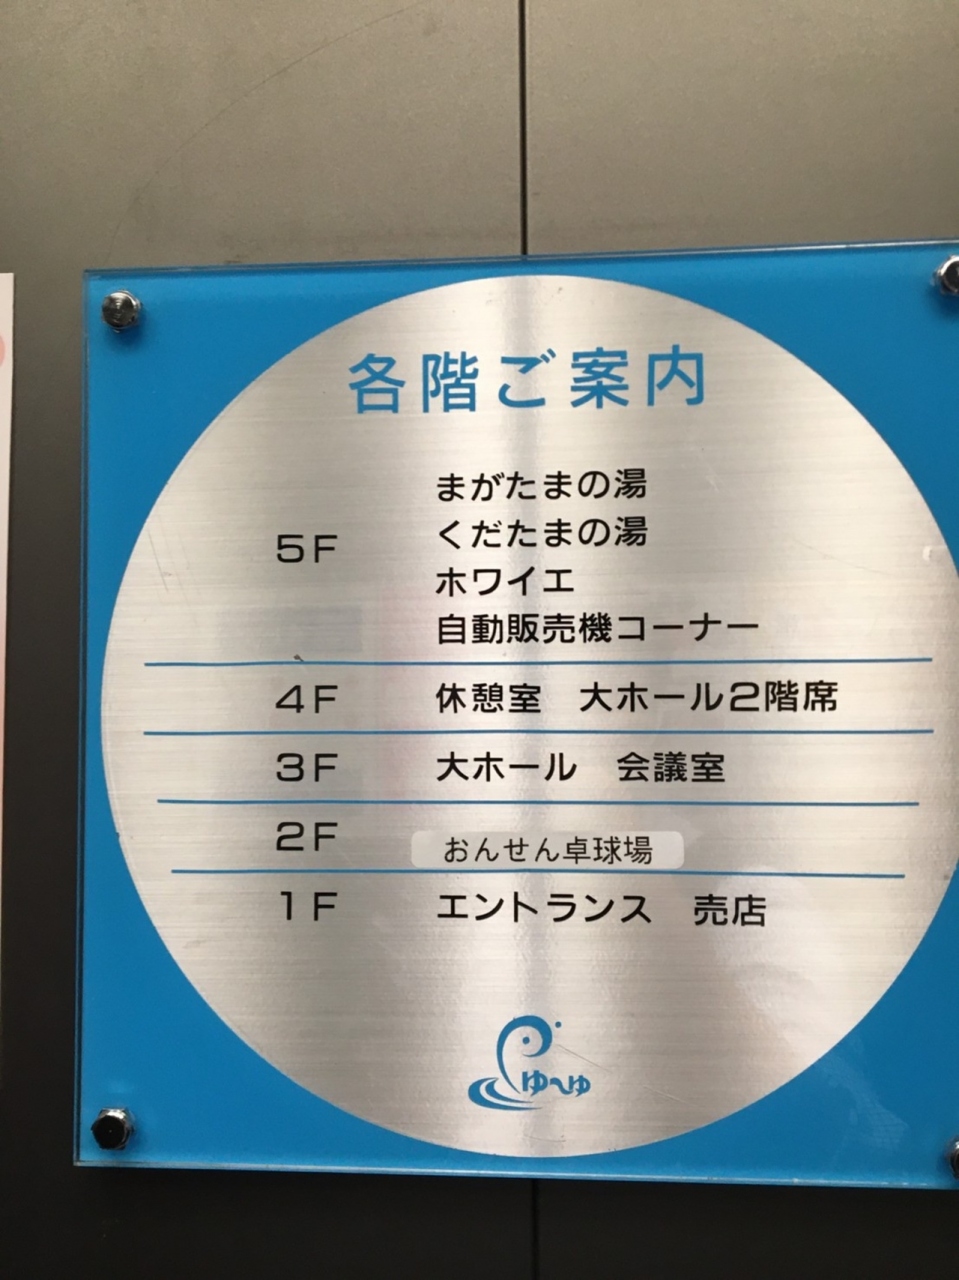 各階ご案内
5F
まがたまの湯
くだたまの湯
ホワイエ
自動販売機コーナー
4F 休憩室 大ホール2階席
3F 大ホール 会議室
2F おんせん卓球場
1F エントランス 売店
ゆ〜ゆ